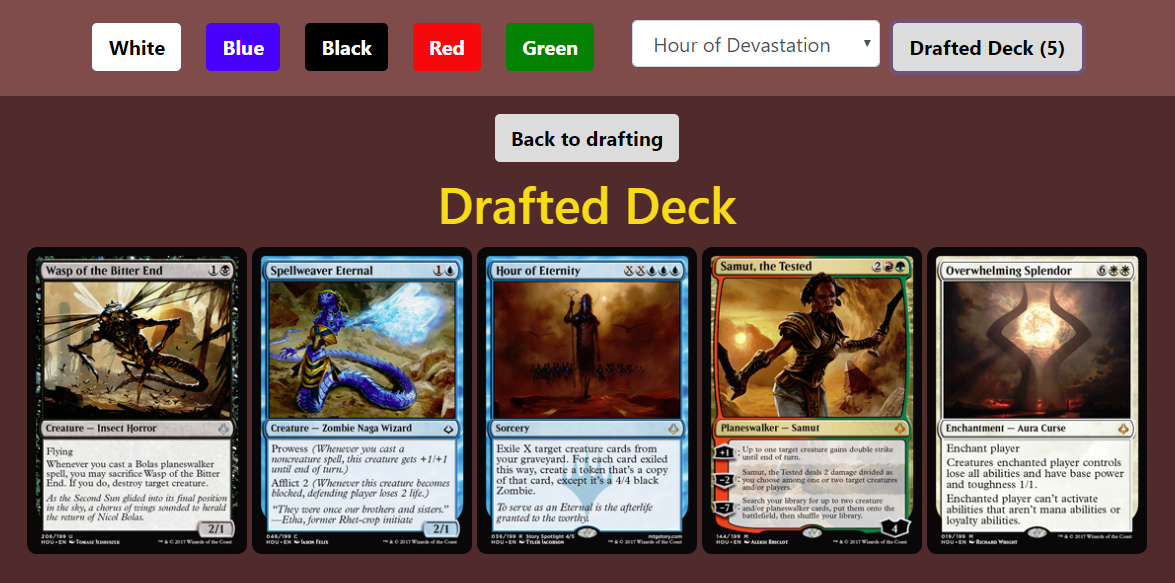 White
Blue
Black
Red
Green
Hour of Devastation
Drafted Deck (5)
Back to drafting
Drafted Deck
Wasp of the Bitter End
1
Creature — Insect Horror
Flying
Whenever you cast a Bolas planeswalker
spell, you may sacrifice Wasp of the Bitter
End. If you do, destroy target creature.
As the Second Sun glided into its final position
in the sky, a chorus of wings sounded to herald
the return of Nicol Bolas.
2/1
206/199 U
HOU • EN TOMASZ JEDRUSZEK
™ & © 2017 Wizards of the Coast
Spellweaver Eternal
1
Creature — Zombie Naga Wizard
Prowess (Whenever you cast a
noncreature spell, this creature gets +1/+1
until end of turn.)
Afflict 2 (Whenever this creature becomes
blocked, defending player loses 2 life.)
"They were once our brothers and sisters."
—Etha, former Rhet-crop initiate
2/1
046/199 C
HOU • EN JASON FELIX
™ & © 2017 Wizards of the Coast
Hour of Eternity
X X
Sorcery
Exile X target creature cards from
your graveyard. For each card exiled
this way, create a token that's a copy
of that card, except it's a 4/4 black
Zombie.
To serve as an Eternal is the afterlife
granted to the worthy.
036/199 R Story Spotlight 4/5
mtgstory.com
HOU • EN TYLER JACOBSON
™ & © 2017 Wizards of the Coast
Samut, the Tested
2
Planeswalker — Samut
+1: Up to one target creature gains double strike
until end of turn.
−2: Samut, the Tested deals 2 damage divided as
you choose among one or two target creatures
and/or players.
−7: Search your library for up to two creature
and/or planeswalker cards, put them onto the
battlefield, then shuffle your library.
4
144/199 M
HOU • EN ALEKSI BRICLOT
™ & © 2017 Wizards of the Coast
Overwhelming Splendor
6
Enchantment — Aura Curse
Enchant player
Creatures enchanted player controls
lose all abilities and have base power
and toughness 1/1.
Enchanted player can't activate
abilities that aren't mana abilities or
loyalty abilities.
019/199 M
HOU • EN RICHARD WRIGHT
™ & © 2017 Wizards of the Coast